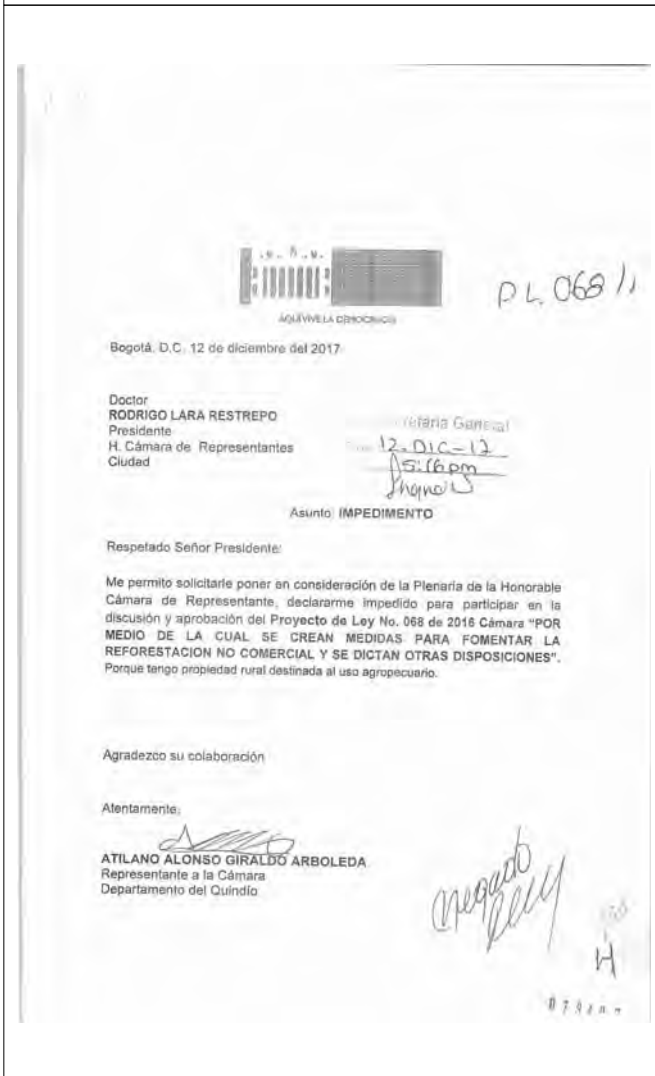 PL. 068
AQUÍ VIVE LA DEMOCRACIA
Bogotá, D.C. 12 de diciembre del 2017
Doctor
RODRIGO LARA RESTREPO
Presidente
H. Cámara de Representantes
Ciudad
Secretaria General
12-DIC-17
5:16pm
Asunto: IMPEDIMENTO
Respetado Señor Presidente:
Me permito solicitarle poner en consideración de la Plenaria de la Honorable
Cámara de Representante, declararme impedido para participar en la
discusión y aprobación del Proyecto de Ley No. 068 de 2016 Cámara “POR
MEDIO DE LA CUAL SE CREAN MEDIDAS PARA FOMENTAR LA
REFORESTACION NO COMERCIAL Y SE DICTAN OTRAS DISPOSICIONES”.
Porque tengo propiedad rural destinada al uso agropecuario.
Agradezco su colaboración
Atentamente,
ATILANO ALONSO GIRALDO ARBOLEDA
Representante a la Cámara
Departamento del Quindío
negado
H